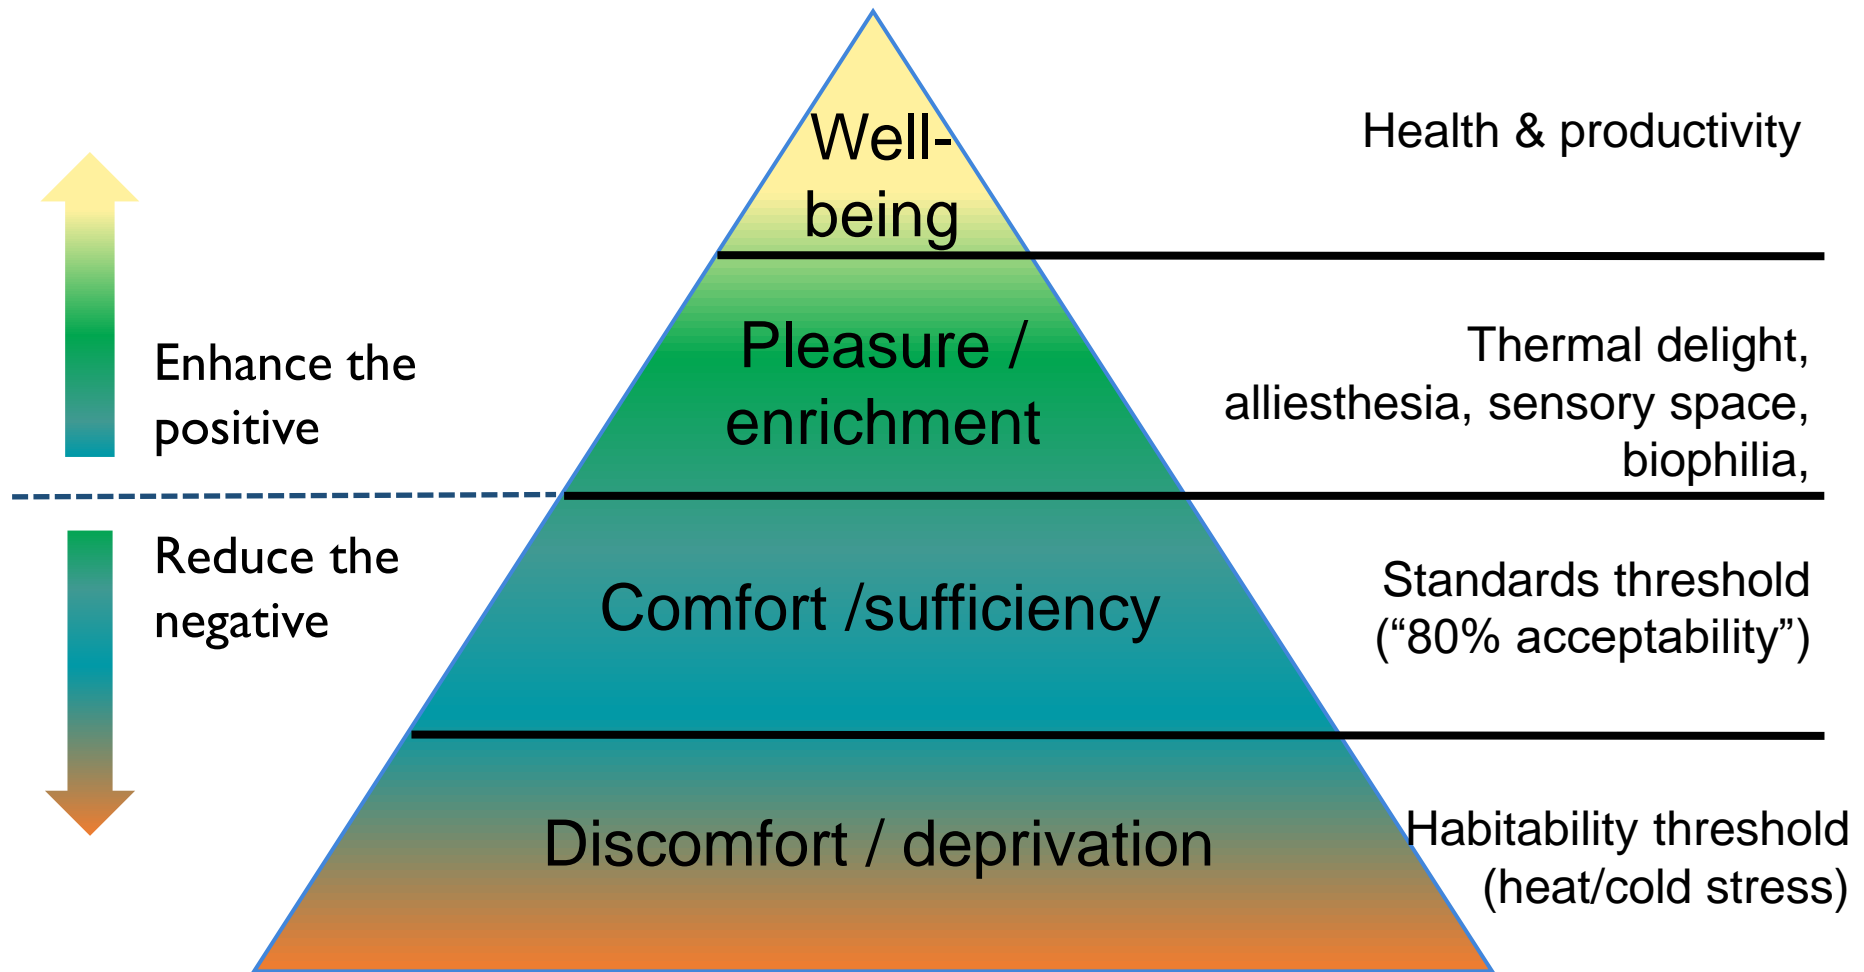 Well-
being
Health & productivity
Enhance the
positive
Pleasure /
enrichment
Thermal delight,
alliesthesia, sensory space,
biophilia,
Reduce the
negative
Comfort /sufficiency
Standards threshold
(“80% acceptability”)
Discomfort / deprivation
Habitability threshold
(heat/cold stress)